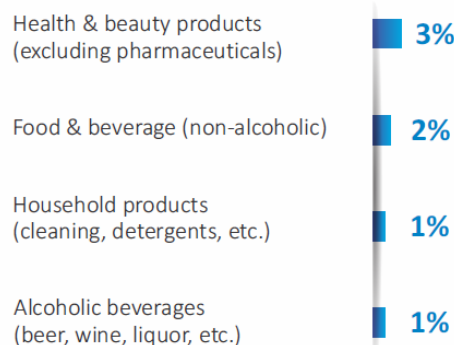 Health & beauty products
(excluding pharmaceuticals)
3%
Food & beverage (non-alcoholic)
2%
Household products
(cleaning, detergents, etc.)
1%
Alcoholic beverages
(beer, wine, liquor, etc.)
1%